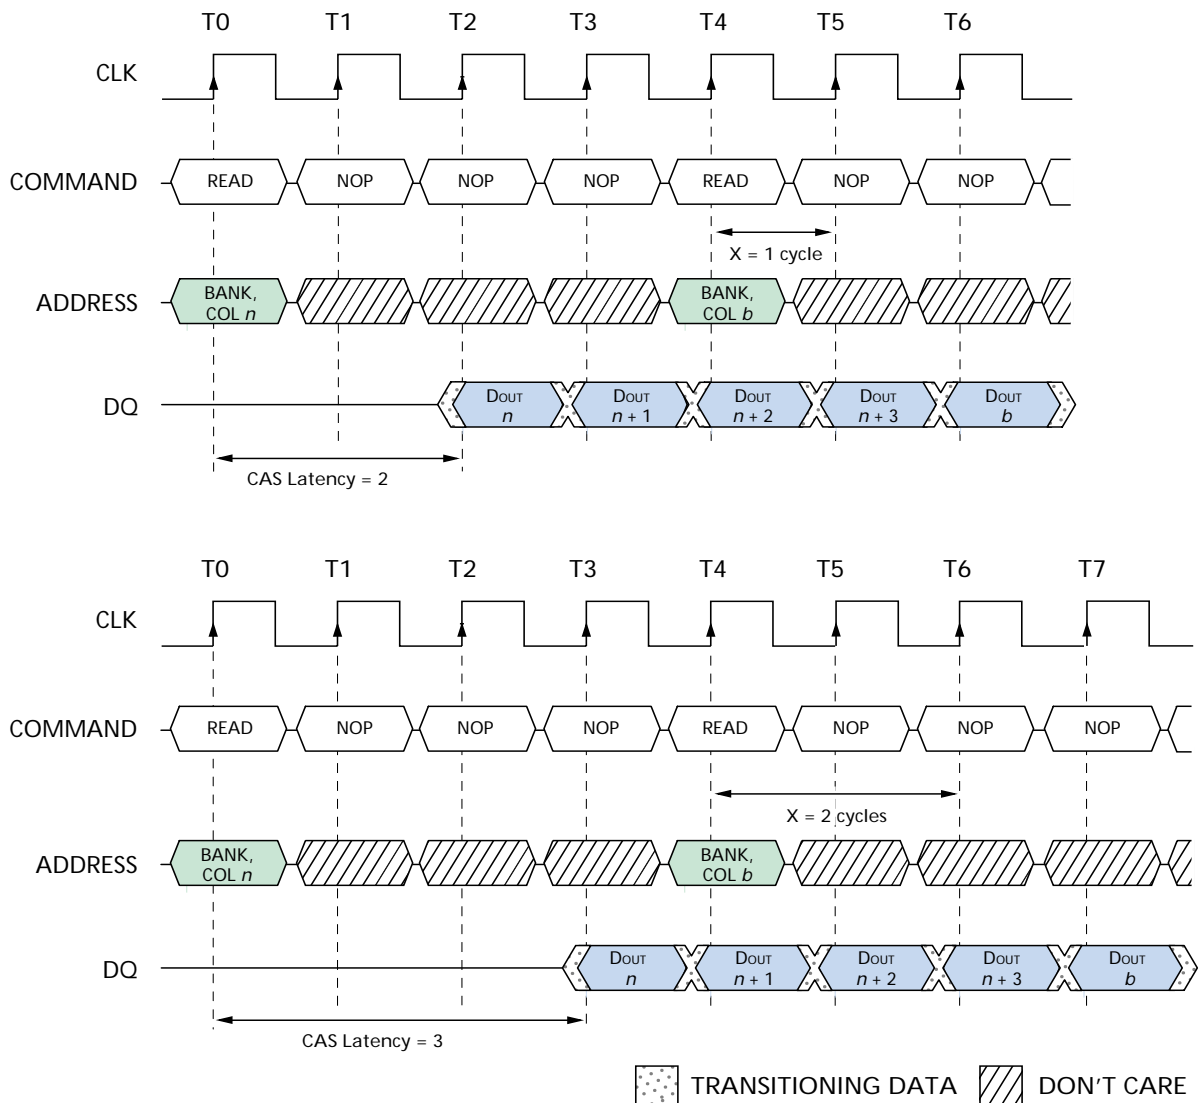 T0 T1 T2 T3 T4 T5 T6
CLK
COMMAND READ NOP NOP NOP READ NOP NOP
X = 1 cycle
ADDRESS BANK, COL n BANK, COL b
DQ DOUT n DOUT n + 1 DOUT n + 2 DOUT n + 3 DOUT b
CAS Latency = 2
T0 T1 T2 T3 T4 T5 T6 T7
CLK
COMMAND READ NOP NOP NOP READ NOP NOP NOP
X = 2 cycles
ADDRESS BANK, COL n BANK, COL b
DQ DOUT n DOUT n + 1 DOUT n + 2 DOUT n + 3 DOUT b
CAS Latency = 3
TRANSITIONING DATA DON'T CARE